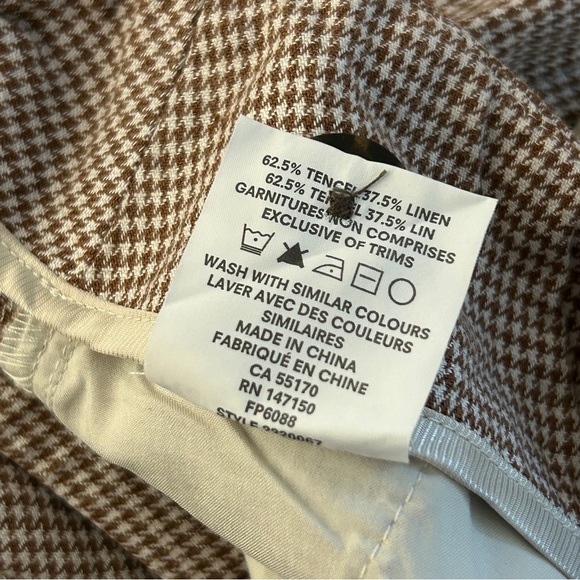 62.5% TENCEL 37.5% LINEN
62.5% TENCEL 37.5% LIN
GARNITURES NON COMPRISES
EXCLUSIVE OF TRIMS
WASH WITH SIMILAR COLOURS
LAVER AVEC DES COULEURS
SIMILAIRES
MADE IN CHINA
FABRIQUÉ EN CHINE
CA 55170
RN 147150
FP6088
STYLE